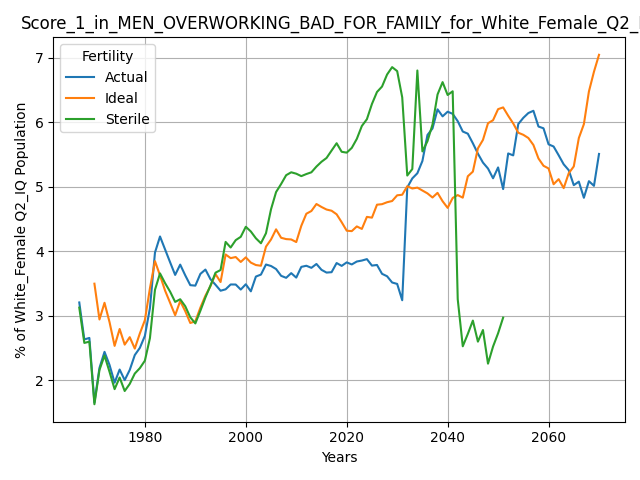 Score_1_in_MEN_OVERWORKING_BAD_FOR_FAMILY_for_White_Female_Q2_
Fertility
Actual
Ideal
Sterile
% of White_Female Q2_IQ Population
7
6
5
4
3
2
1980
2000
2020
2040
2060
Years